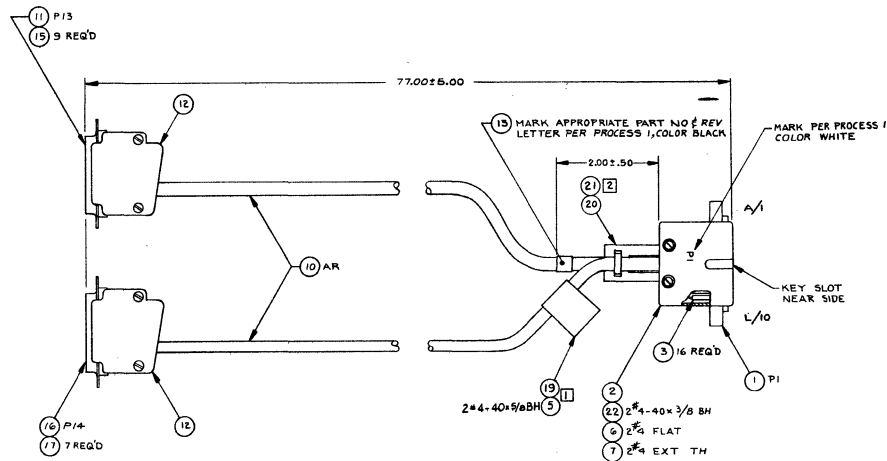 11 P13
15 9 REQ'D
77.00±5.00
12
13 MARK APPROPRIATE PART NO & REV
LETTER PER PROCESS 1, COLOR BLACK
MARK PER PROCESS 1
COLOR WHITE
2.00±.50
21 2
20
A/1
P
10 AR
KEY SLOT
NEAR SIDE
L/10
3 16 REQ'D
1 P1
19 1
2#4-40×5/8BH 5
2
22 2#4-40×3/8 BH
6 2#4 FLAT
7 2#4 EXT TH
16 P14
17 7 REQ'D
12